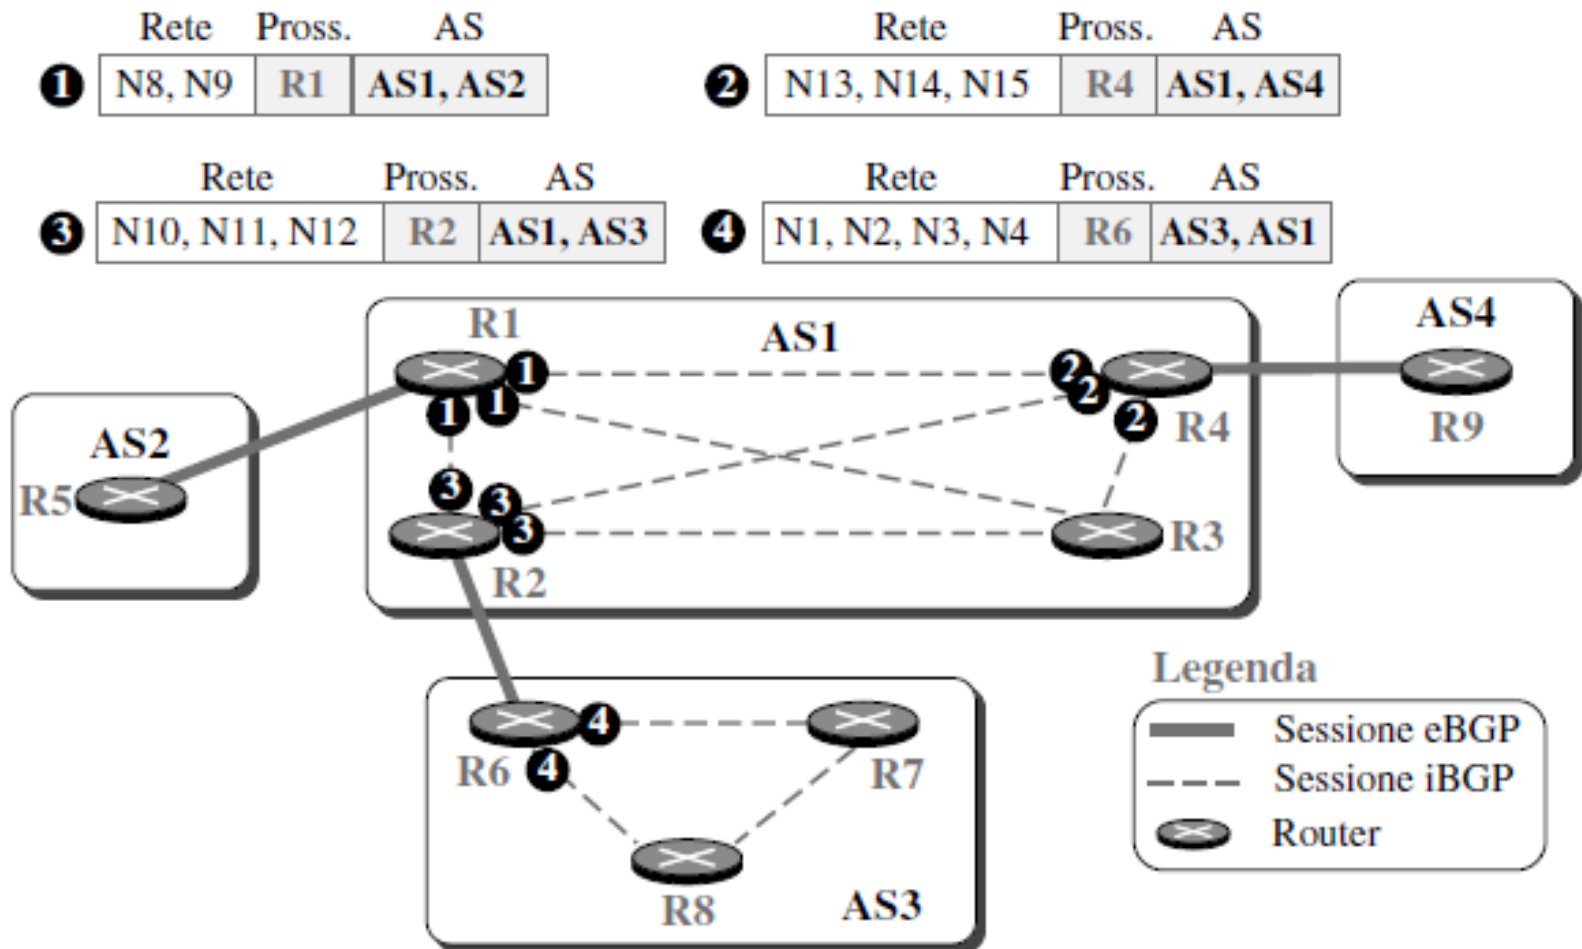 Rete Pross. AS
1 N8, N9 R1 AS1, AS2
Rete Pross. AS
2 N13, N14, N15 R4 AS1, AS4
Rete Pross. AS
3 N10, N11, N12 R2 AS1, AS3
Rete Pross. AS
4 N1, N2, N3, N4 R6 AS3, AS1
R1
AS1
AS4
1
2
1
1
2
2
R4
R9
AS2
R5
3
3
3
R3
R2
Legenda
Sessione eBGP
Sessione iBGP
Router
4
R6
4
R7
R8
AS3